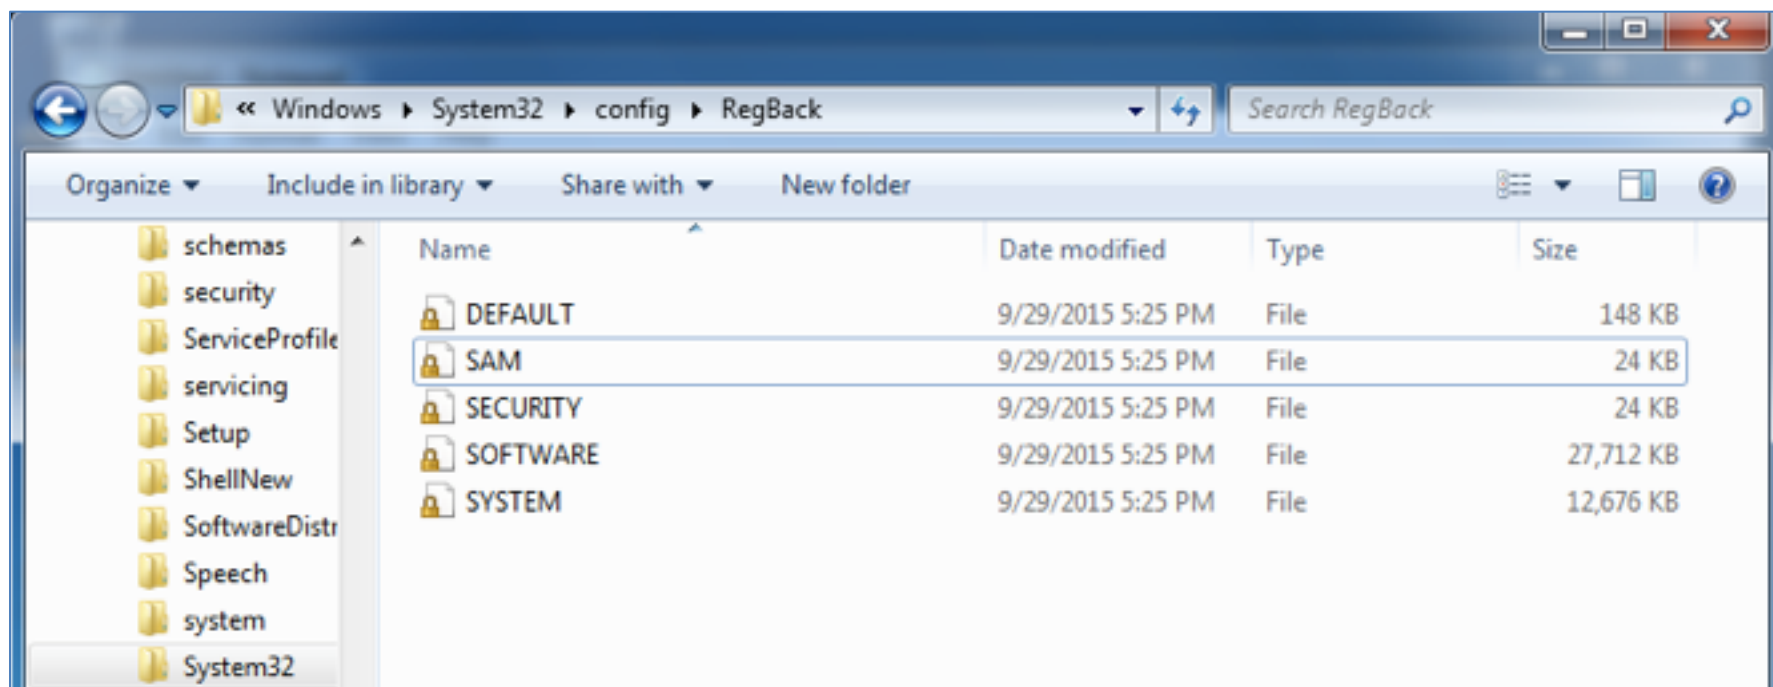 « Windows ▸ System32 ▸ config ▸ RegBack
Search RegBack
Organize Include in library Share with New folder
schemas
security
ServiceProfile
servicing
Setup
ShellNew
SoftwareDistr
Speech
system
System32
Name Date modified Type Size
DEFAULT 9/29/2015 5:25 PM File 148 KB
SAM 9/29/2015 5:25 PM File 24 KB
SECURITY 9/29/2015 5:25 PM File 24 KB
SOFTWARE 9/29/2015 5:25 PM File 27,712 KB
SYSTEM 9/29/2015 5:25 PM File 12,676 KB